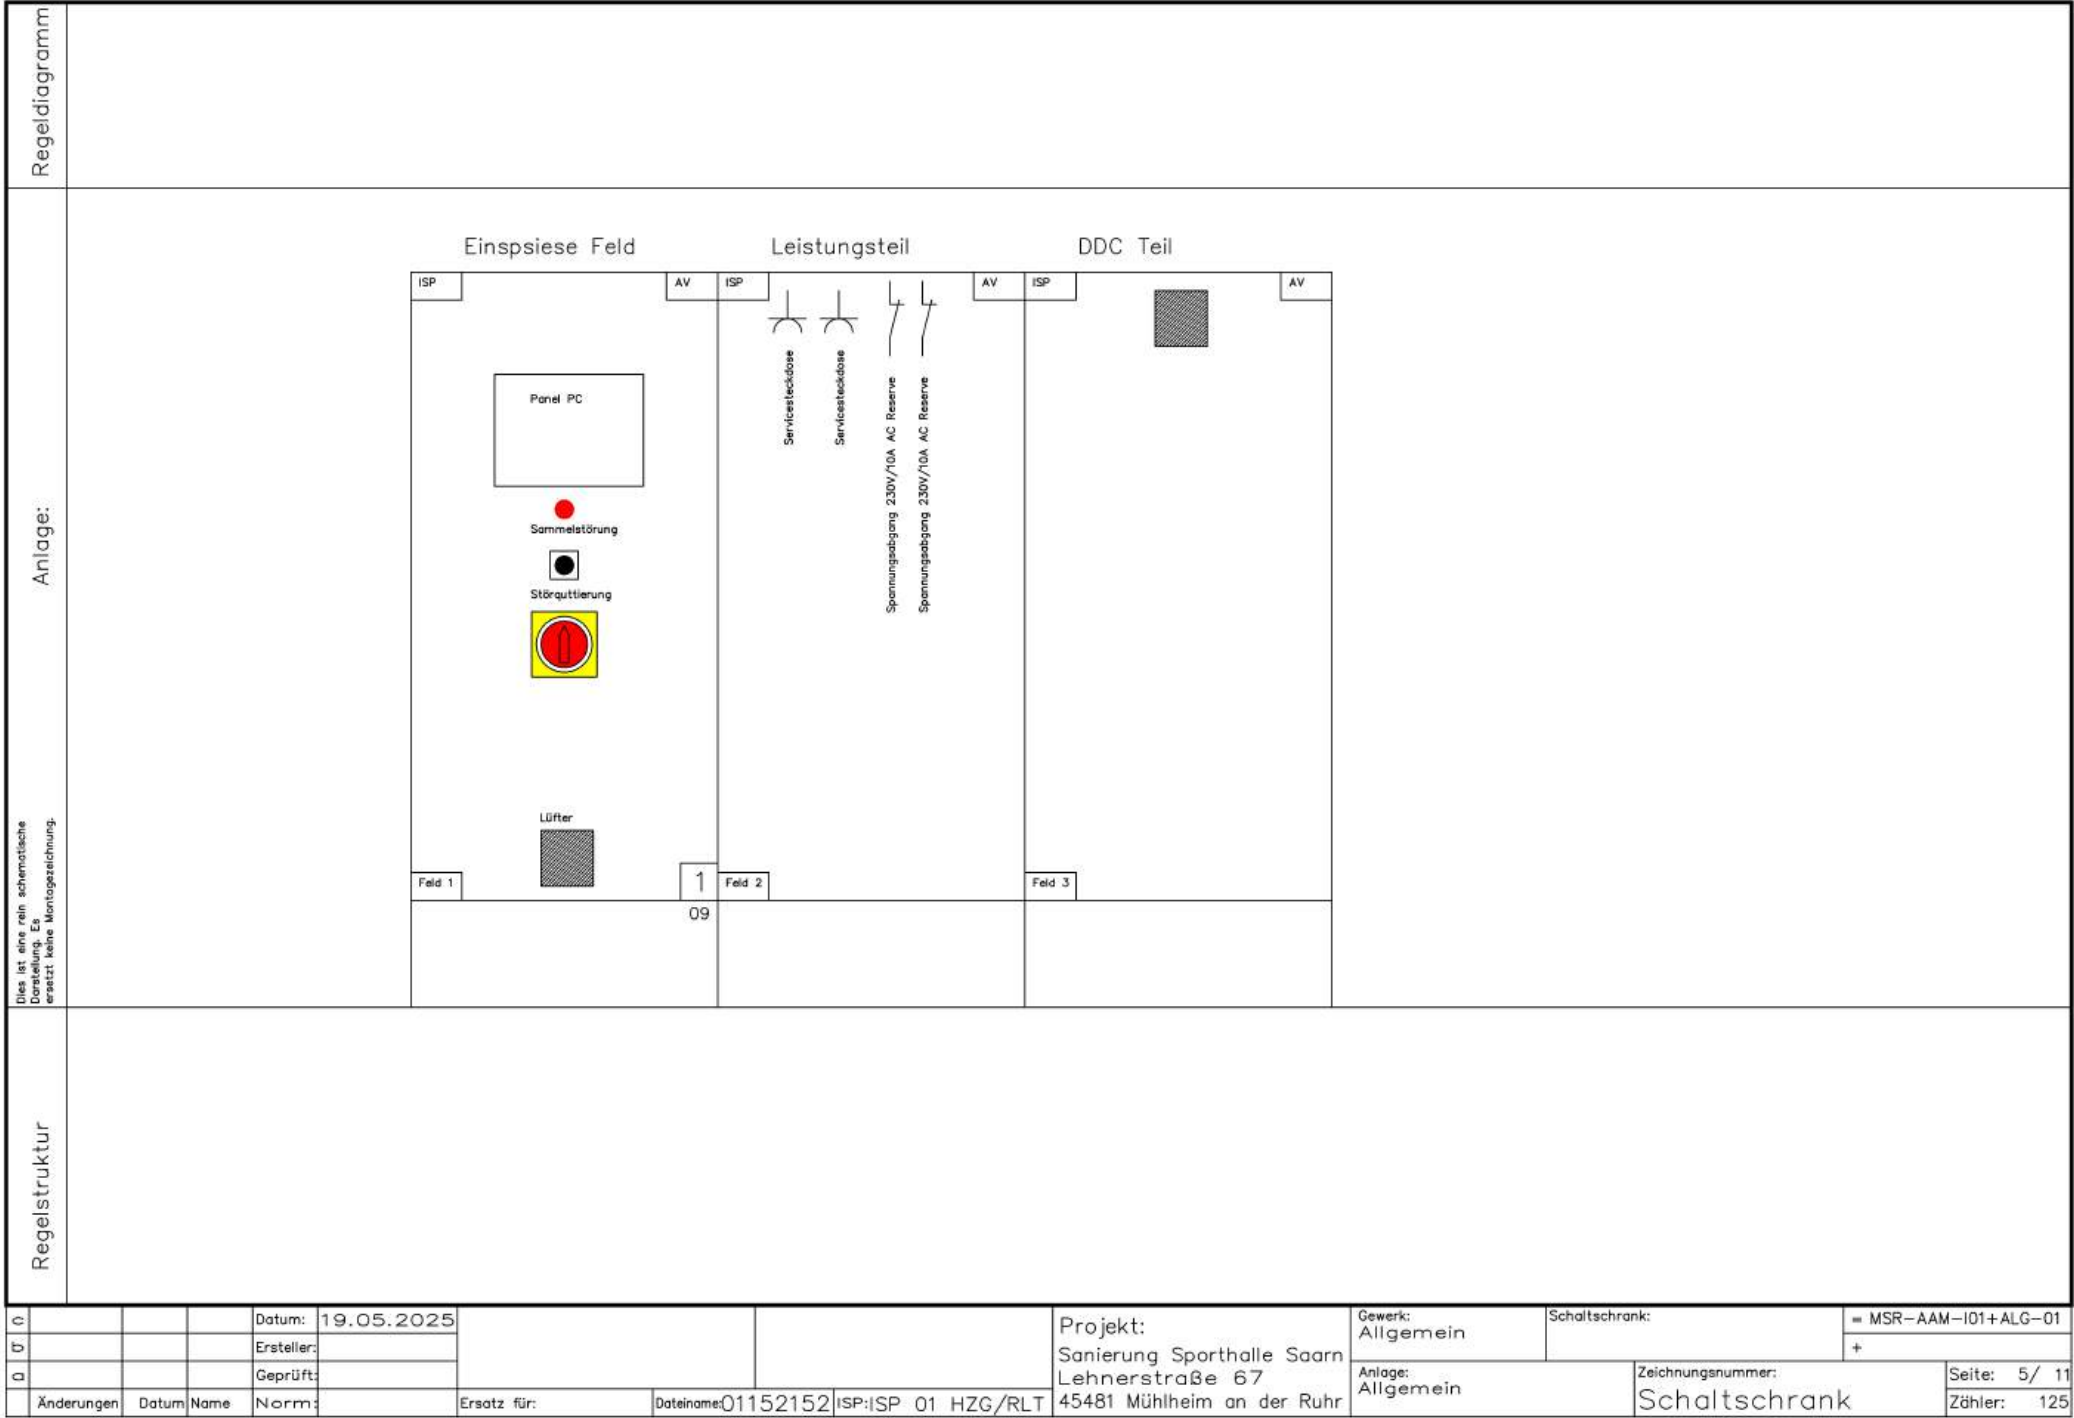 Regeldiagramm
Anlage:
Dies ist eine rein schematische
Darstellung. Es
ersetzt keine Montagezeichnung.
Regelstruktur
Einspsiese Feld
Leistungsteil
DDC Teil
ISP
AV
ISP
AV
ISP
AV
Panel PC
Sammelstörung
Störquttierung
Lüfter
Servicesteckdose
Servicesteckdose
Spannungsabgang 230V/10A AC Reserve
Spannungsabgang 230V/10A AC Reserve
Feld 1
1
Feld 2
Feld 3
09
c
b
a
Änderungen
Datum
Name
Datum: 19.05.2025
Ersteller:
Geprüft:
Norm:
Ersatz für:
Dateiname:01152152
ISP:ISP 01 HZG/RLT
Projekt:
Sanierung Sporthalle Saarn
Lehnerstraße 67
45481 Mühlheim an der Ruhr
Gewerk:
Allgemein
Anlage:
Allgemein
Schaltschrank:
Zeichnungsnummer:
Schaltschrank
= MSR-AAM-I01+ALG-01
+
Seite: 5/ 11
Zähler: 125